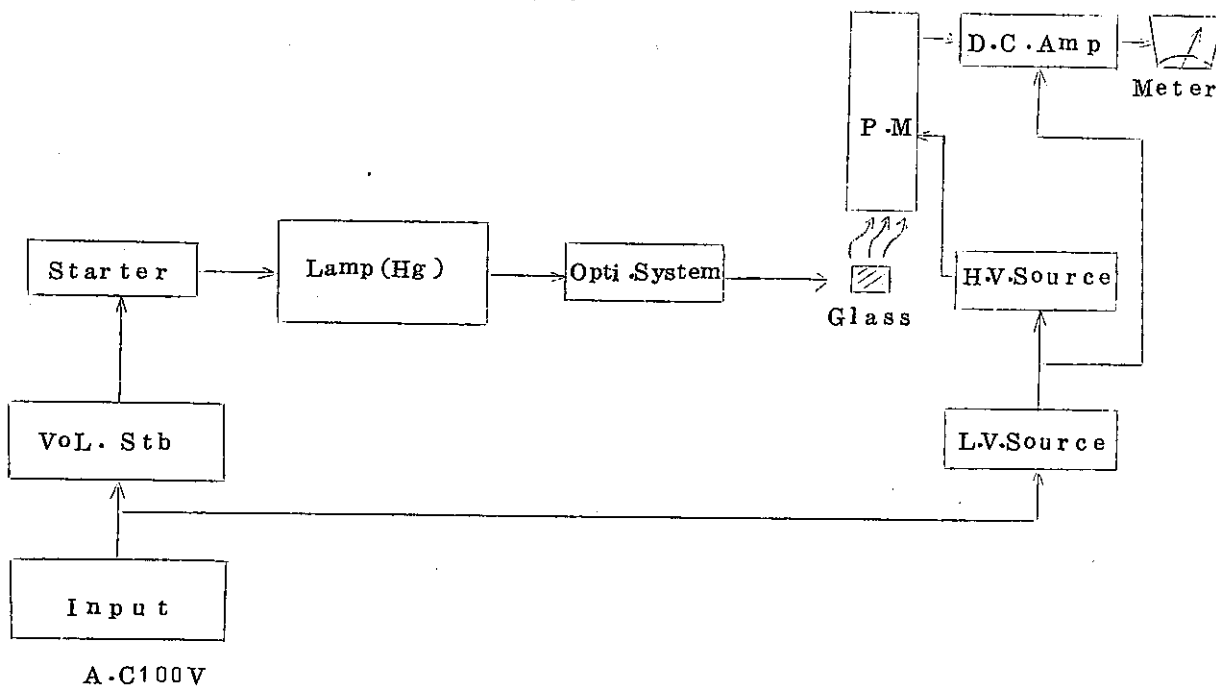 D.C.Amp
Meter
P.M
Starter
Lamp(Hg)
Opti.System
H.V.Source
Glass
VoL. Stb
L.V.Source
Input
A.C100V